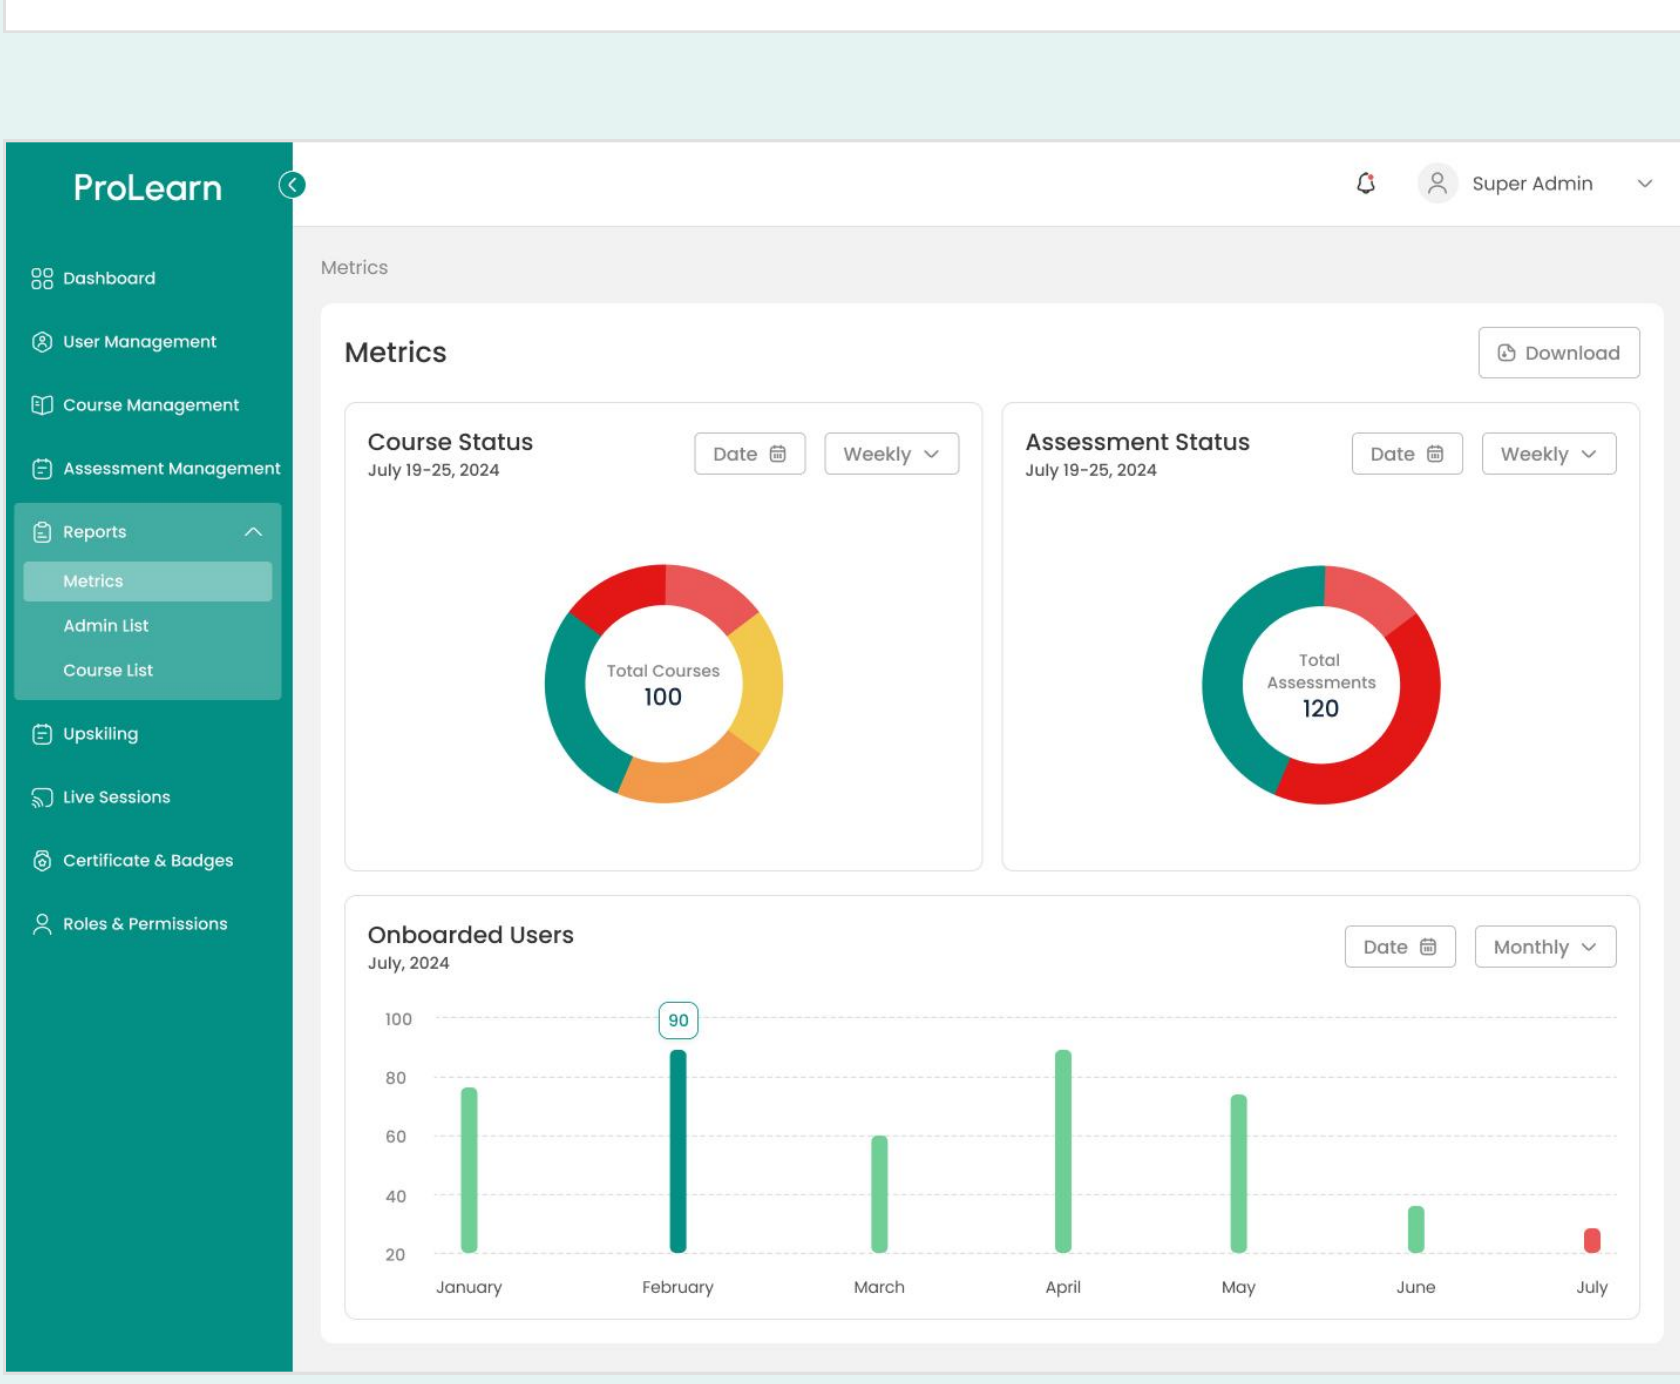 ProLearn
Super Admin
Dashboard
User Management
Course Management
Assessment Management
Reports
Metrics
Admin List
Course List
Upskiling
Live Sessions
Certificate & Badges
Roles & Permissions
Metrics
Metrics
Download
Course Status
July 19-25, 2024
Date
Weekly
Total Courses
100
Assessment Status
July 19-25, 2024
Date
Weekly
Total
Assessments
120
Onboarded Users
July, 2024
Date
Monthly
100
80
60
40
20
90
January
February
March
April
May
June
July